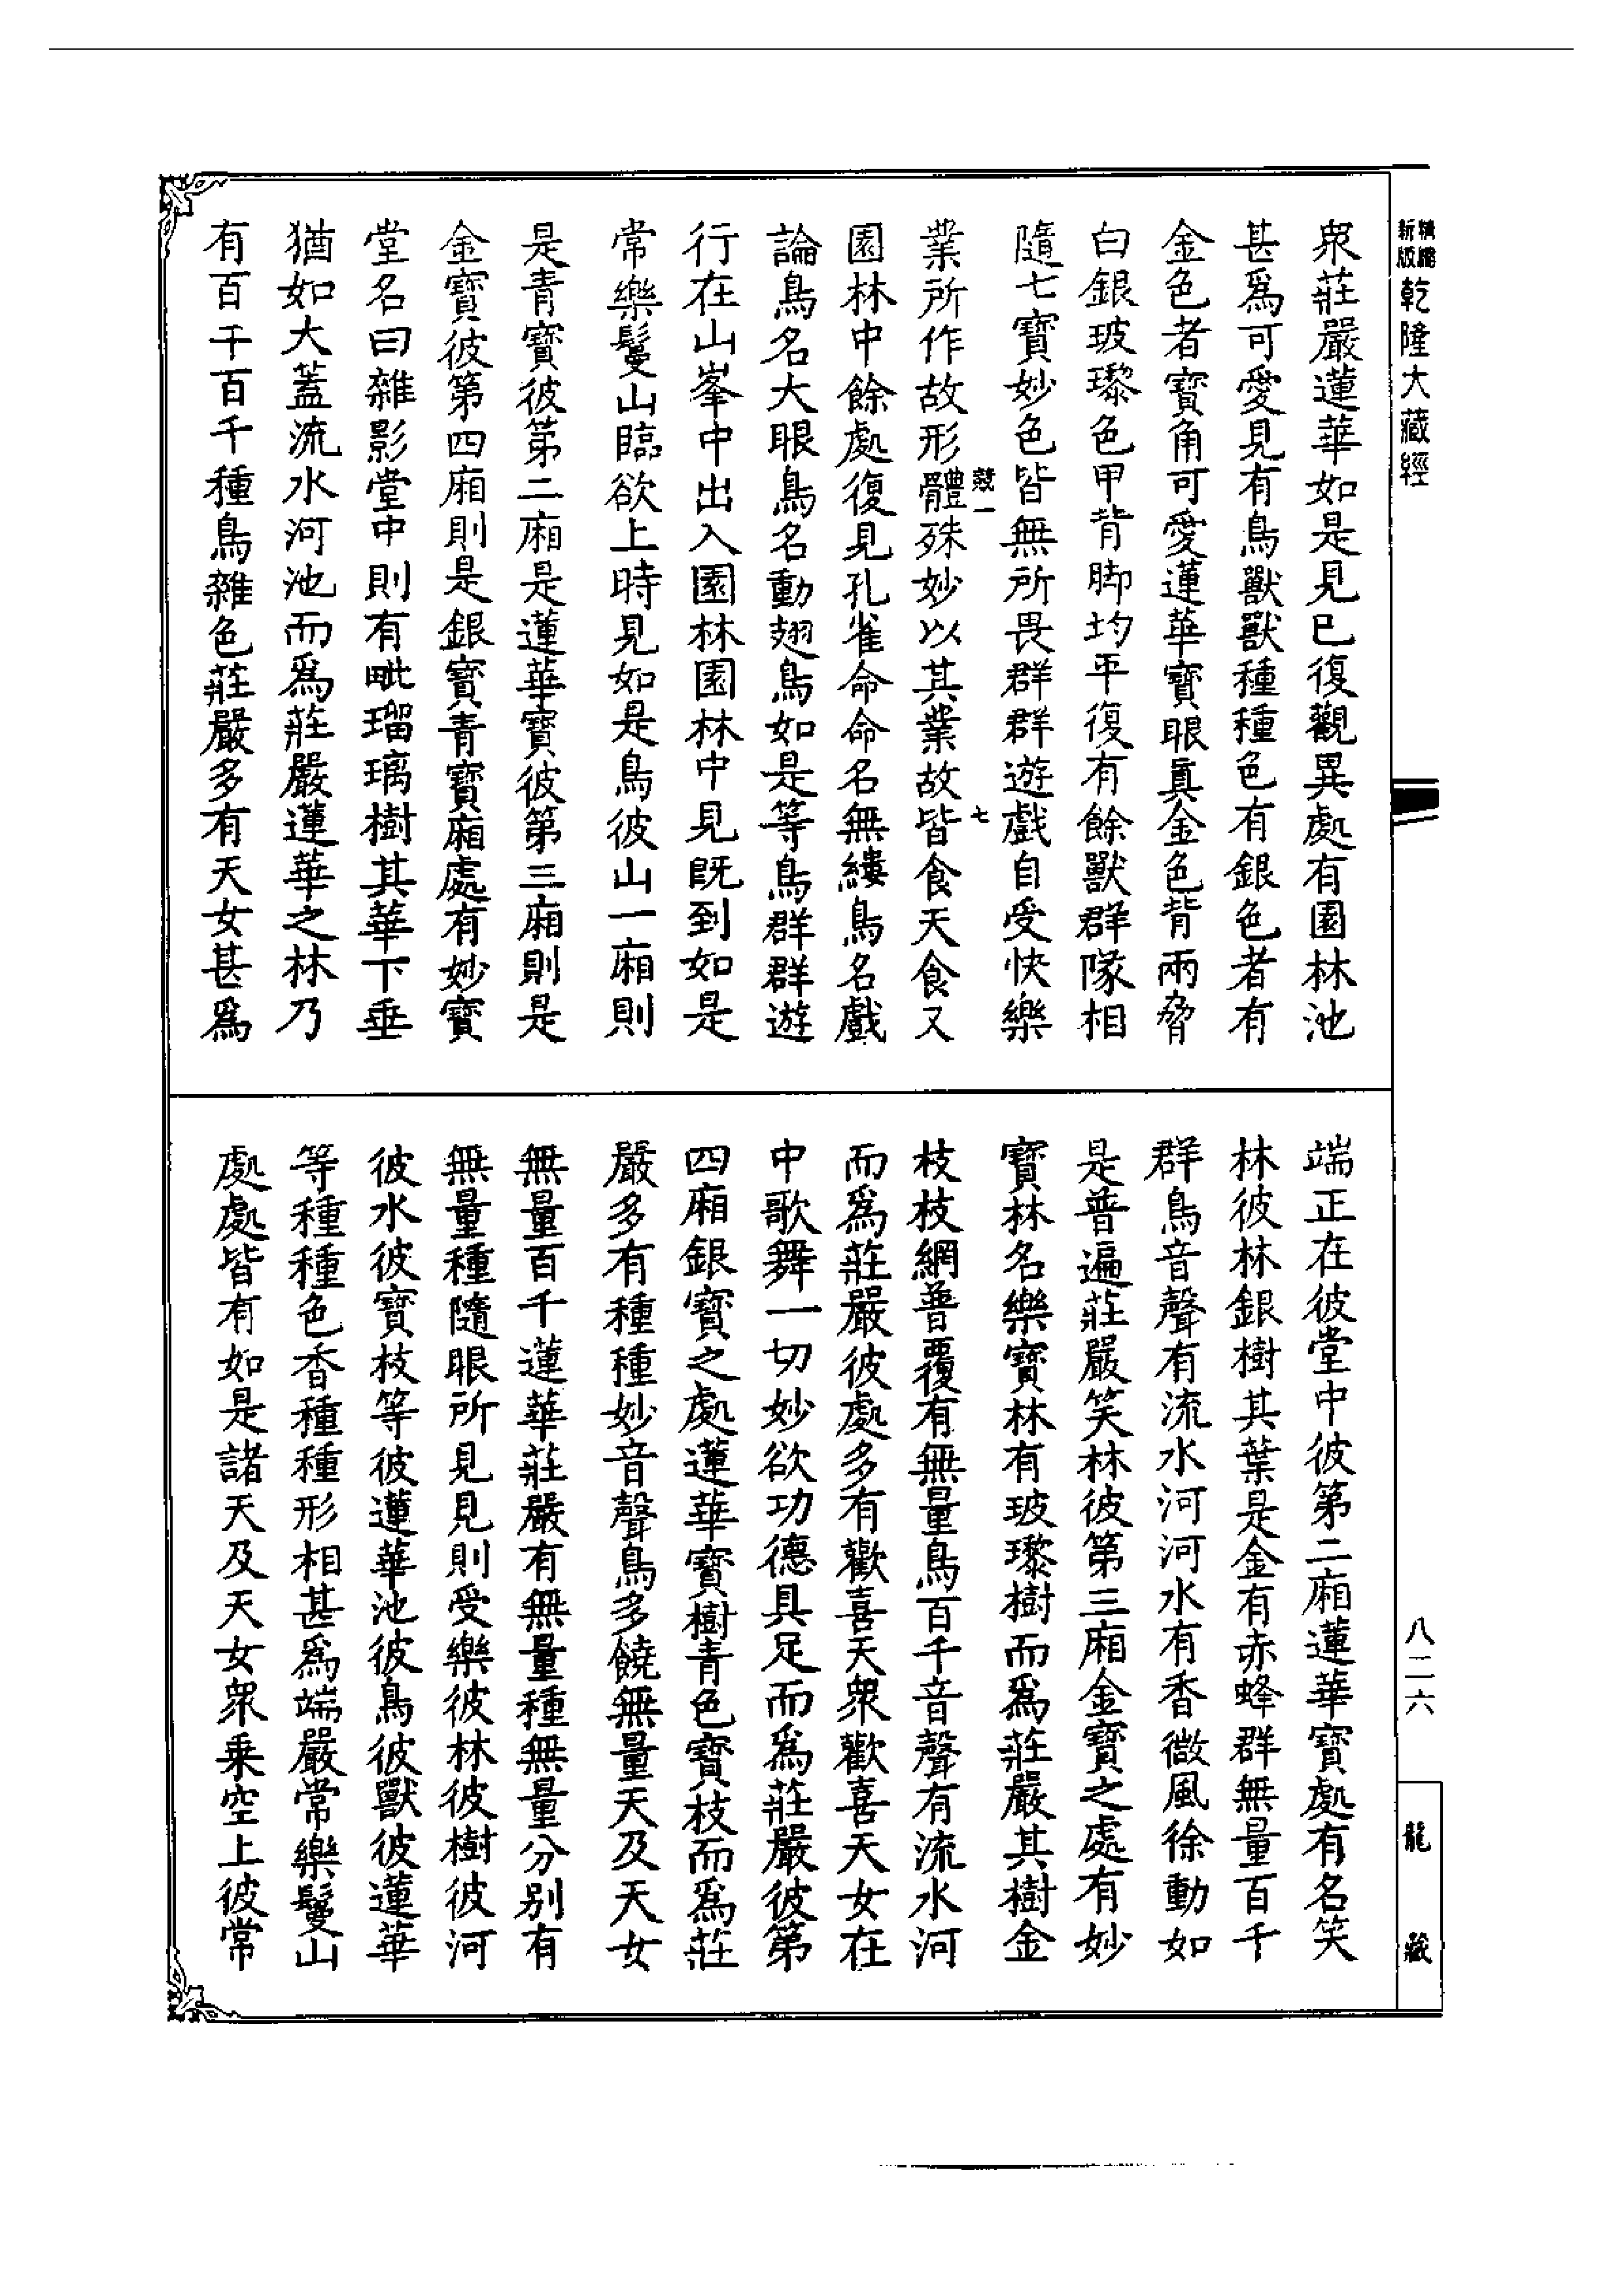 精縮新版乾隆大藏經
眾莊嚴蓮華如是見已復觀異處有園林池
甚為可愛見有鳥獸獸種種色有銀色者有
金色者寶角可愛蓮華寶眼真金色背兩脅
白銀玻瓈色甲背脚均平復有餘獸群隊相
隨七寶妙色皆無所畏群群遊戲自受快樂
兢一 七
業所作故形體殊妙以其業故皆食天食又
園林中餘處復見孔雀命命名無縷鳥名戲
論鳥名大眼鳥名動翅鳥如是等鳥群群遊
行在山峯中出入園林園林中見既到如是
常樂鬘山臨欲上時見如是鳥彼山一廂則
是青寶彼第二廂是蓮華寶彼第三廂則是
金寶彼第四廂則是銀寶青寶廂處有妙寶
堂名曰雜影堂中則有毗瑠璃樹其華下垂
猶如大蓋流水河池而為莊嚴蓮華之林乃
有百千百千種鳥雜色莊嚴多有天女甚為
端正在彼堂中彼第二廂蓮華寶處有名笑
林彼林林銀樹其葉是金有赤蜂群無量百千
群鳥音聲有流水河河水有香微風徐動如
是普遍莊嚴笑林彼第三廂金寶之處有妙
寶林名樂寶林有玻瓈樹而為莊嚴其樹金
枝枝網普覆有無量鳥百千音聲有流水河
而為莊嚴彼處多有歡喜天眾歡喜天女在
中歌舞一切妙欲功德具足而為莊嚴彼第
四廂銀寶之處蓮華寶樹青色寶枝而為莊
嚴多有種種妙音聲鳥多饒無量天及天女
無量百千蓮華莊嚴有無量種無量分別有
無量種隨眼所見見則受樂彼林彼樹彼河
彼水彼寶枝等彼蓮華池彼鳥彼獸彼蓮華
等種種色香種種形相甚為端嚴常樂鬘山
處處皆有如是諸天及天女眾乘空上彼常
八二六
龍藏